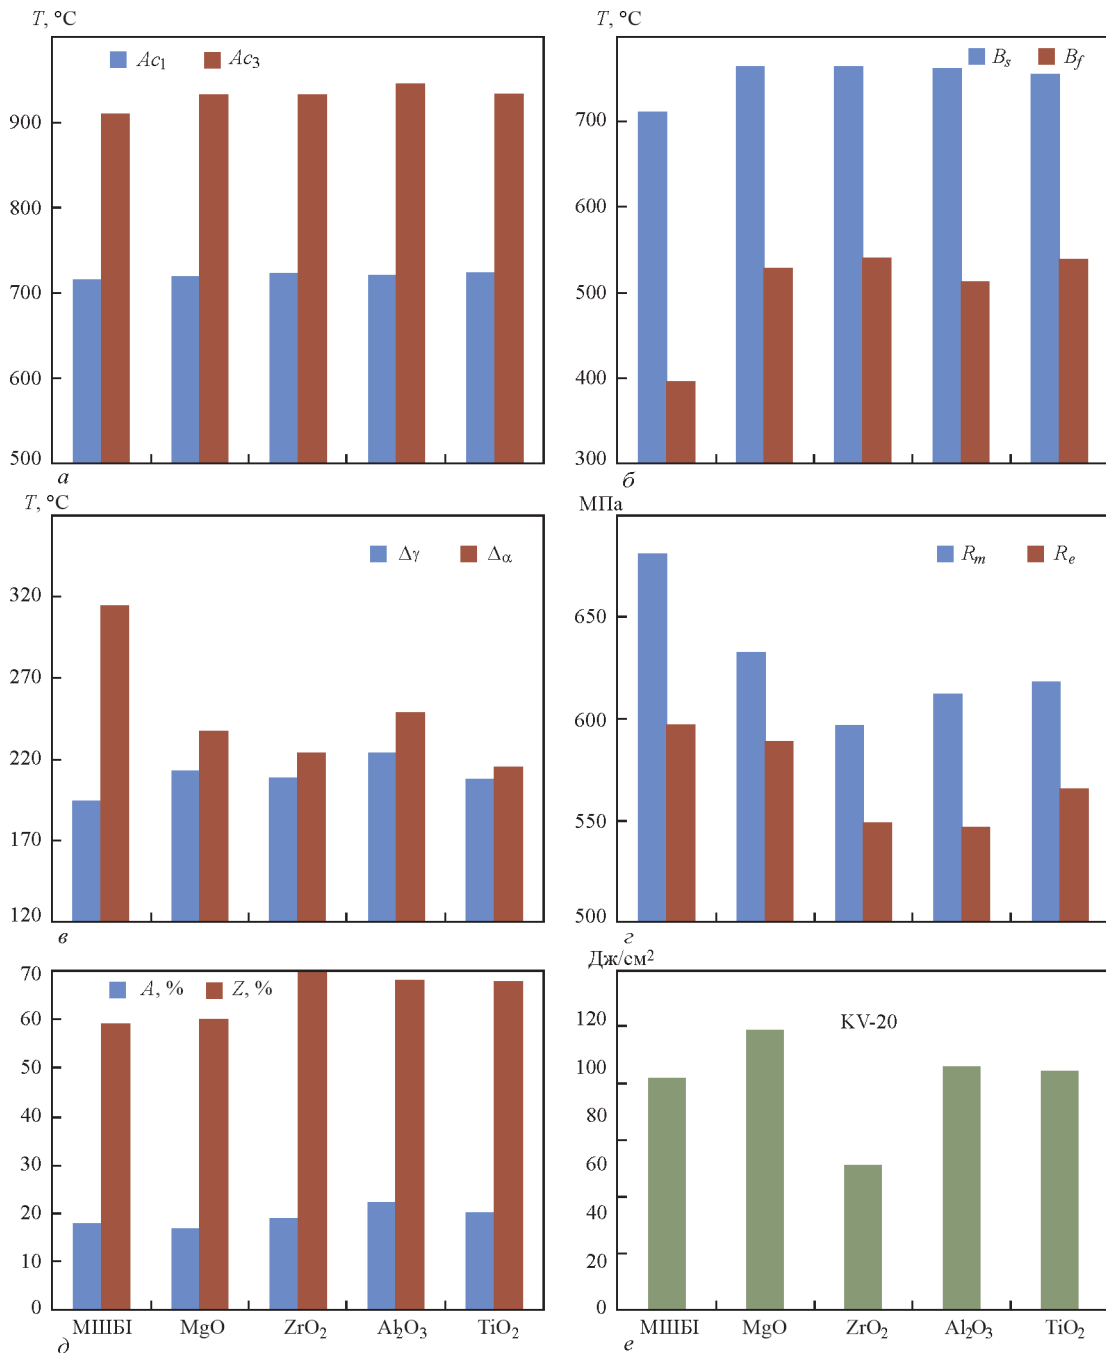 T, °C
Ac₁ Ac₃
900
800
700
600
500
а
T, °C
Bₛ B_f
700
600
500
400
300
б
T, °C
Δγ Δα
320
270
220
170
120
в
МПа
Rₘ Rₑ
650
600
550
500
г
A, % Z, %
70
60
50
40
30
20
10
0
МШБІ MgO ZrO₂ Al₂O₃ TiO₂
д
Дж/см²
KV-20
120
100
80
60
40
20
0
МШБІ MgO ZrO₂ Al₂O₃ TiO₂
е